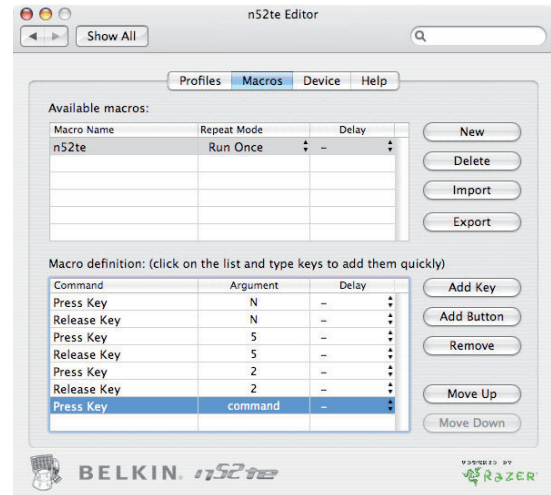 n52te Editor
Show All
Profiles Macros Device Help
Available macros:
Macro Name Repeat Mode Delay
n52te Run Once –
New
Delete
Import
Export
Macro definition: (click on the list and type keys to add them quickly)
Command Argument Delay
Press Key N –
Release Key N –
Press Key 5 –
Release Key 5 –
Press Key 2 –
Release Key 2 –
Press Key command –
Add Key
Add Button
Remove
Move Up
Move Down
BELKIN. n52te
POWERED BY
RAZER